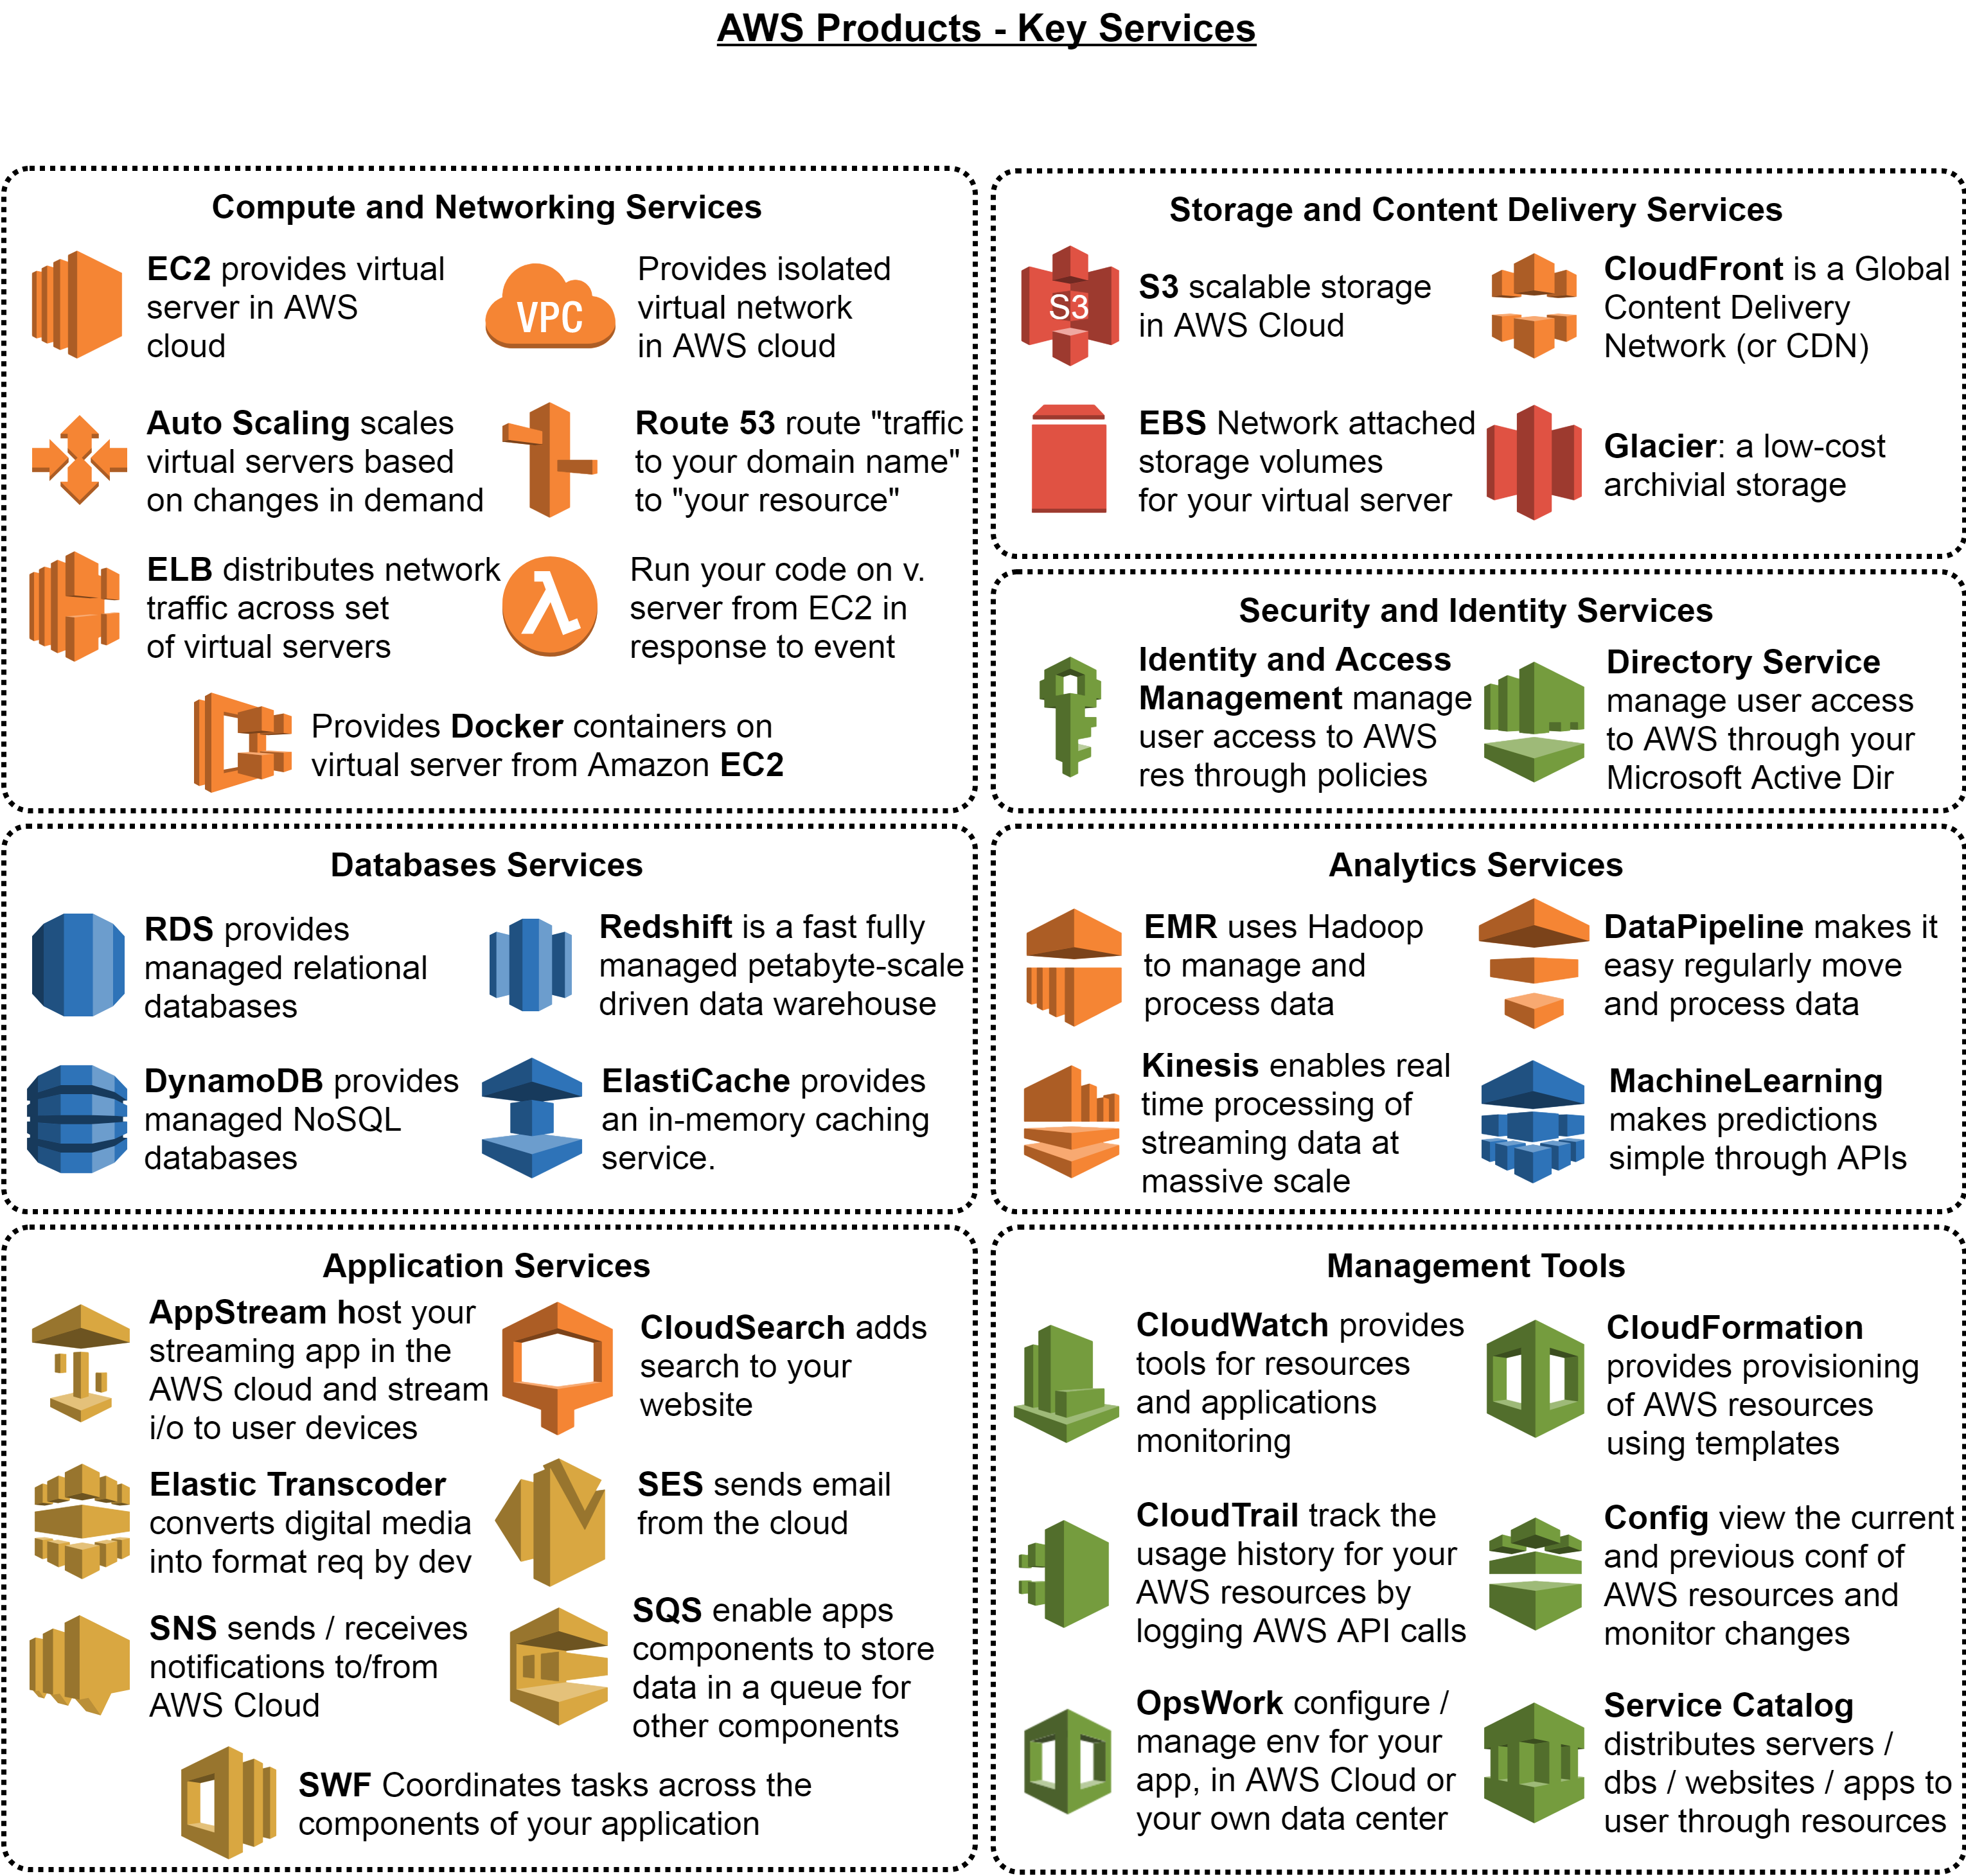 AWS Products - Key Services
Compute and Networking Services
EC2 provides virtual
server in AWS
cloud
VPC
Provides isolated
virtual network
in AWS cloud
Auto Scaling scales
virtual servers based
on changes in demand
Route 53 route "traffic
to your domain name"
to "your resource"
ELB distributes network
traffic across set
of virtual servers
λ
Run your code on v.
server from EC2 in
response to event
Provides Docker containers on
virtual server from Amazon EC2
Storage and Content Delivery Services
S3
S3 scalable storage
in AWS Cloud
CloudFront is a Global
Content Delivery
Network (or CDN)
EBS Network attached
storage volumes
for your virtual server
Glacier: a low-cost
archivial storage
Security and Identity Services
Identity and Access
Management manage
user access to AWS
res through policies
Directory Service
manage user access
to AWS through your
Microsoft Active Dir
Databases Services
RDS provides
managed relational
databases
Redshift is a fast fully
managed petabyte-scale
driven data warehouse
DynamoDB provides
managed NoSQL
databases
ElastiCache provides
an in-memory caching
service.
Analytics Services
EMR uses Hadoop
to manage and
process data
DataPipeline makes it
easy regularly move
and process data
Kinesis enables real
time processing of
streaming data at
massive scale
MachineLearning
makes predictions
simple through APIs
Application Services
AppStream host your
streaming app in the
AWS cloud and stream
i/o to user devices
CloudSearch adds
search to your
website
Elastic Transcoder
converts digital media
into format req by dev
SES sends email
from the cloud
SNS sends / receives
notifications to/from
AWS Cloud
SQS enable apps
components to store
data in a queue for
other components
SWF Coordinates tasks across the
components of your application
Management Tools
CloudWatch provides
tools for resources
and applications
monitoring
CloudFormation
provides provisioning
of AWS resources
using templates
CloudTrail track the
usage history for your
AWS resources by
logging AWS API calls
Config view the current
and previous conf of
AWS resources and
monitor changes
OpsWork configure /
manage env for your
app, in AWS Cloud or
your own data center
Service Catalog
distributes servers /
dbs / websites / apps to
user through resources